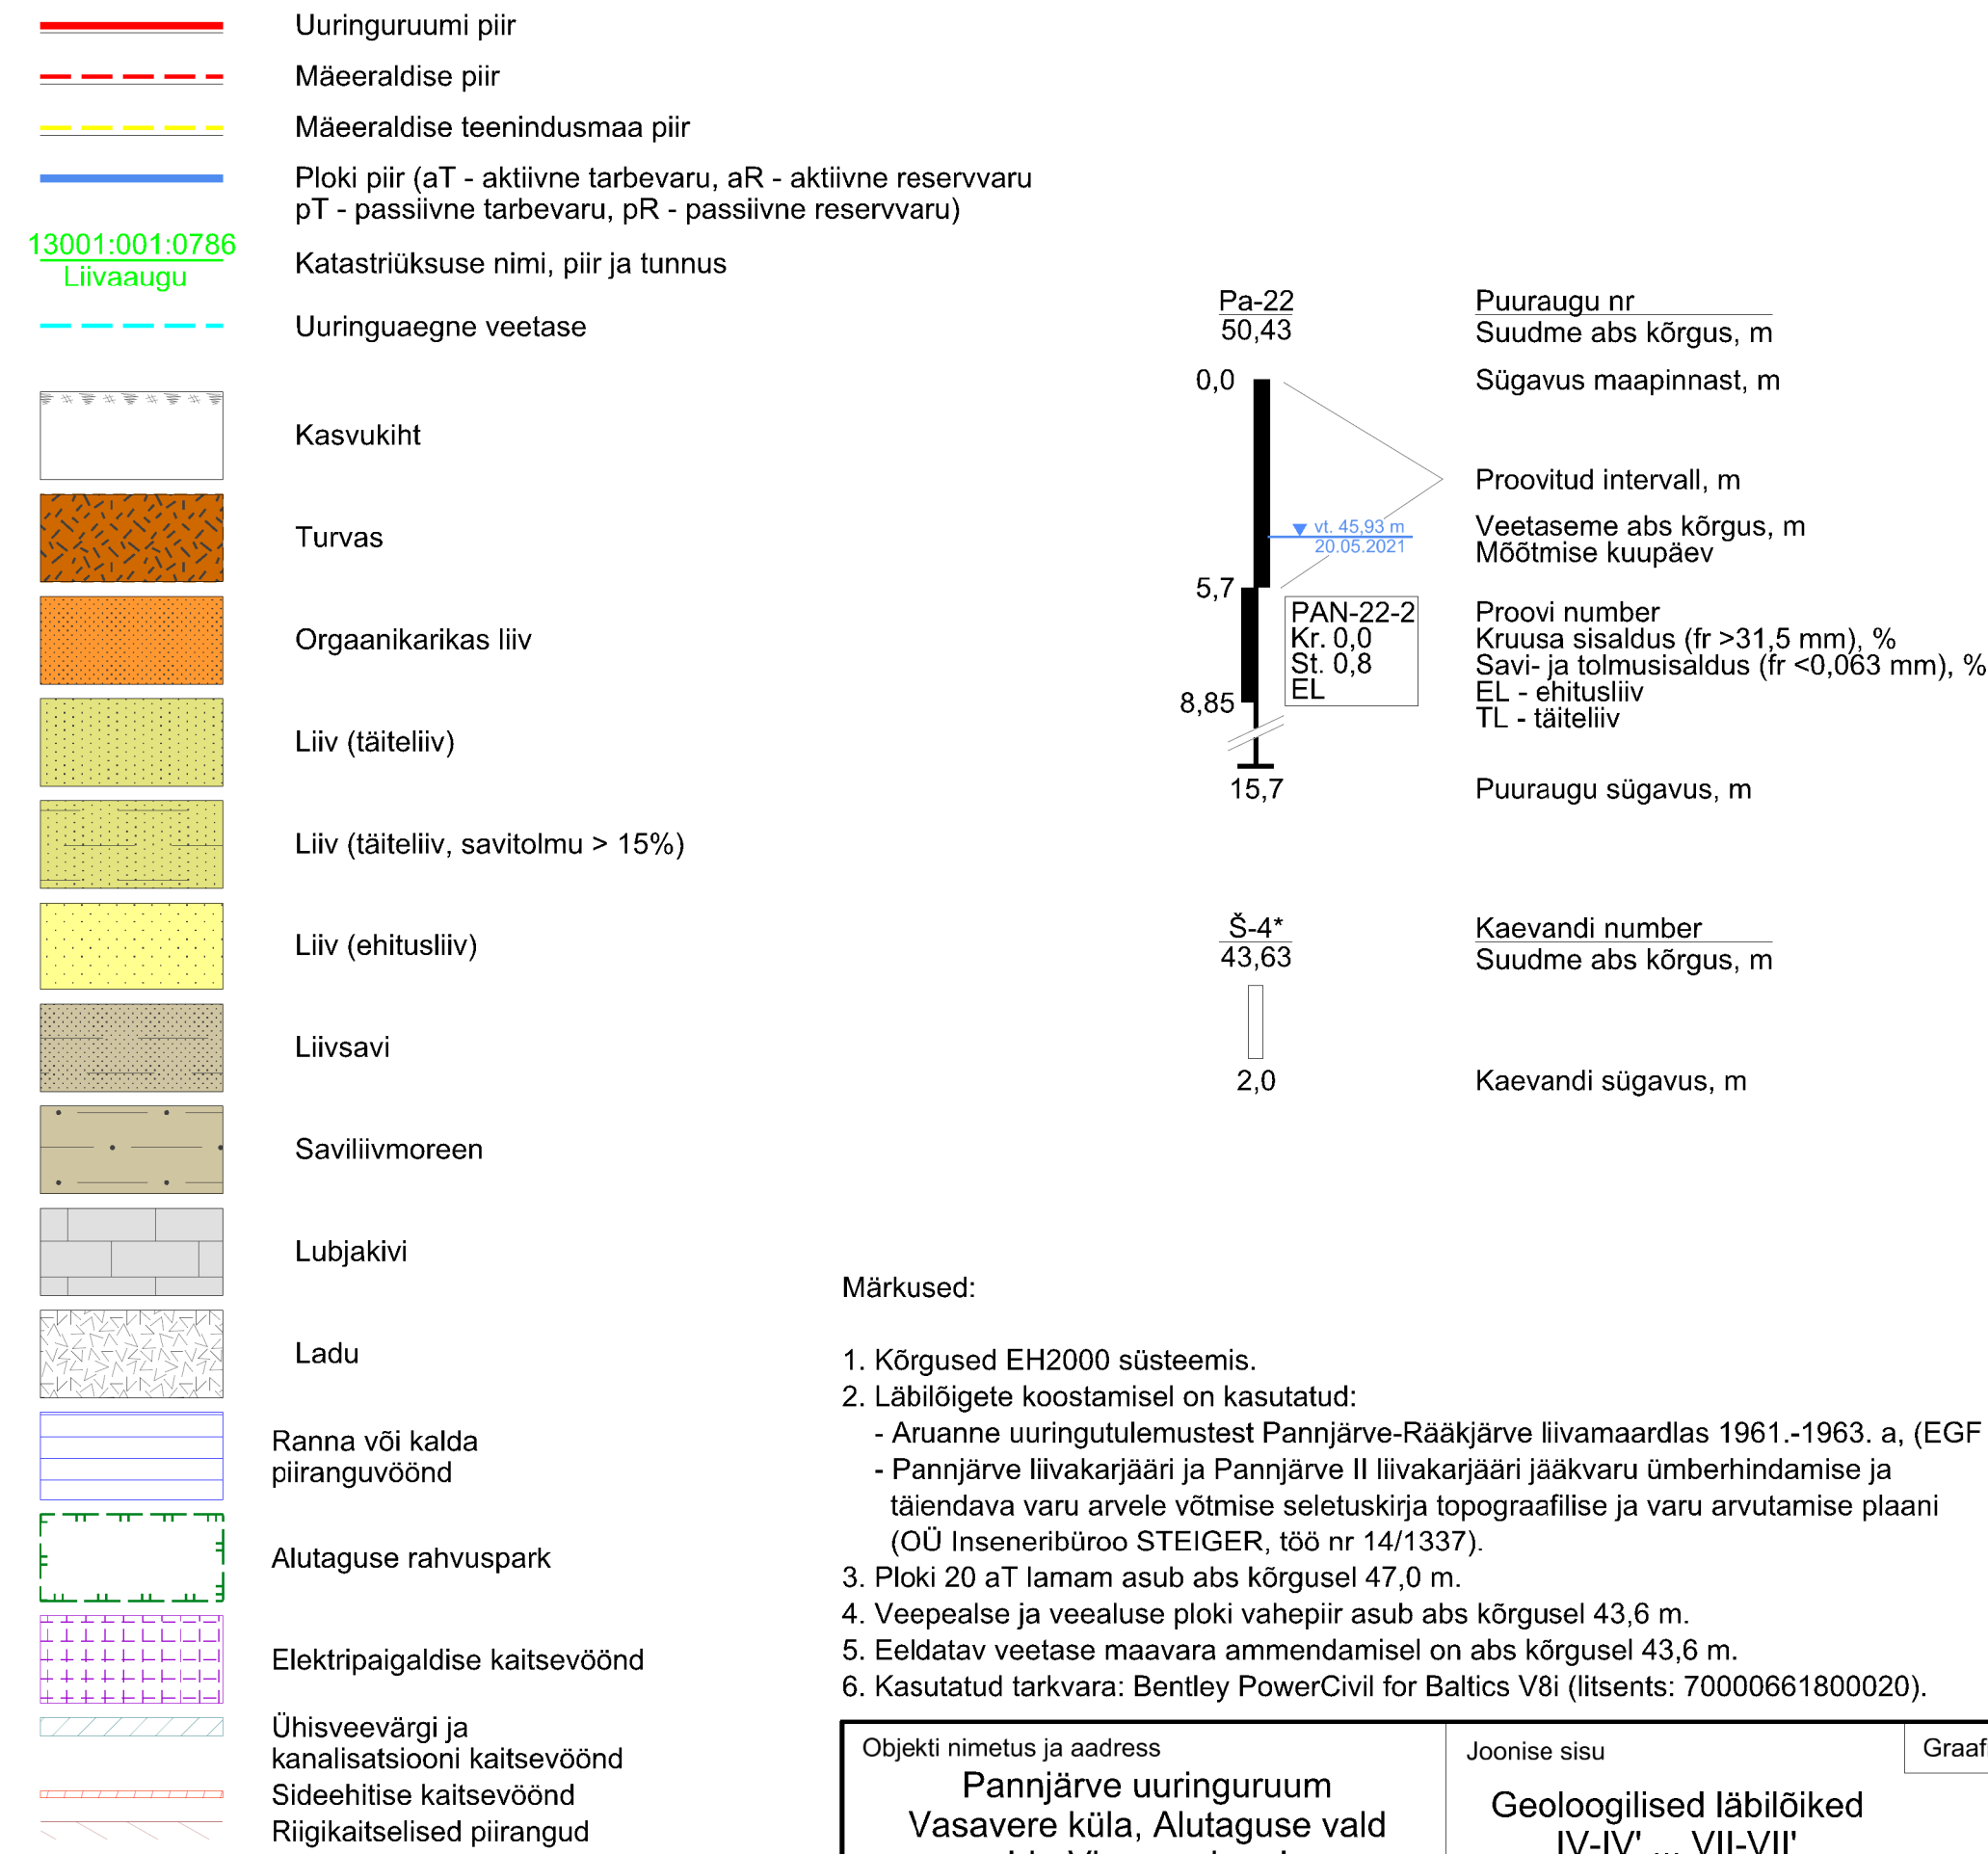 Uuringuruumi piir
Mäeeraldise piir
Mäeeraldise teenindusmaa piir
Ploki piir (aT - aktiivne tarbevaru, aR - aktiivne reservvaru
pT - passiivne tarbevaru, pR - passiivne reservvaru)
13001:001:0786
Liivaaugu
Katastriüksuse nimi, piir ja tunnus
Uuringuaegne veetase
Kasvukiht
Turvas
Orgaanikarikas liiv
Liiv (täiteliiv)
Liiv (täiteliiv, savitolmu > 15%)
Liiv (ehitusliiv)
Liivsavi
Saviliivmoreen
Lubjakivi
Ladu
Ranna või kalda
piiranguvöönd
Alutaguse rahvuspark
Elektripaigaldise kaitsevöönd
Ühisveevärgi ja
kanalisatsiooni kaitsevöönd
Sideehitise kaitsevöönd
Riigikaitselised piirangud
Pa-22
50,43
0,0
vt. 45,93 m
20.05.2021
5,7
PAN-22-2
Kr. 0,0
St. 0,8
EL
8,85
15,7
Puuraugu nr
Suudme abs kõrgus, m
Sügavus maapinnast, m
Proovitud intervall, m
Veetaseme abs kõrgus, m
Mõõtmise kuupäev
Proovi number
Kruusa sisaldus (fr >31,5 mm), %
Savi- ja tolmusisaldus (fr <0,063 mm), %
EL - ehitusliiv
TL - täiteliiv
Puuraugu sügavus, m
Š-4*
43,63
2,0
Kaevandi number
Suudme abs kõrgus, m
Kaevandi sügavus, m
Märkused:
1. Kõrgused EH2000 süsteemis.
2. Läbilõigete koostamisel on kasutatud:
- Aruanne uuringutulemustest Pannjärve-Rääkjärve liivamaardlas 1961.-1963. a, (EGF
- Pannjärve liivakarjääri ja Pannjärve II liivakarjääri jääkvaru ümberhindamise ja
täiendava varu arvele võtmise seletuskirja topograafilise ja varu arvutamise plaani
(OÜ Inseneribüroo STEIGER, töö nr 14/1337).
3. Ploki 20 aT lamam asub abs kõrgusel 47,0 m.
4. Veepealse ja veealuse ploki vahepiir asub abs kõrgusel 43,6 m.
5. Eeldatav veetase maavara ammendamisel on abs kõrgusel 43,6 m.
6. Kasutatud tarkvara: Bentley PowerCivil for Baltics V8i (litsents: 70000661800020).
Objekti nimetus ja aadress
Pannjärve uuringuruum
Vasavere küla, Alutaguse vald
Joonise sisu
Geoloogilised läbilõiked
IV-IV' ... VII-VII'
Graaf